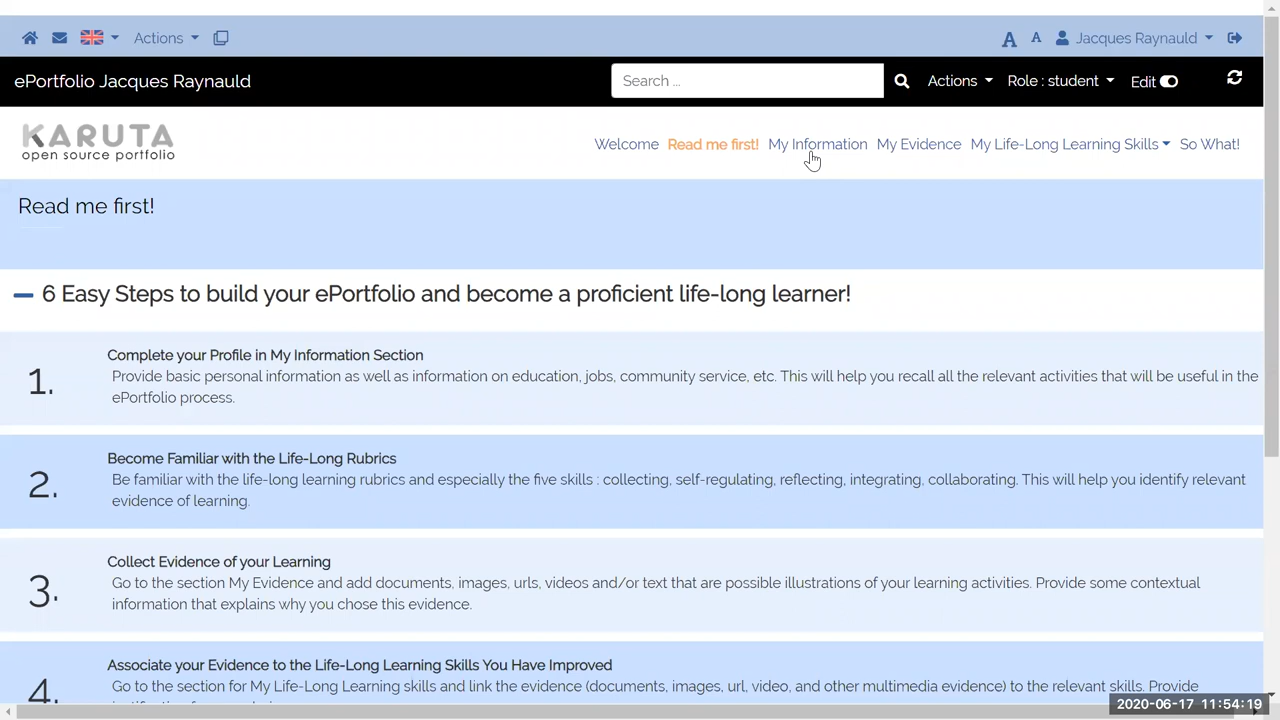 Actions
A A Jacques Raynauld
ePortfolio Jacques Raynauld
Search ...
Actions Role : student Edit
KARUTA
open source portfolio
Welcome Read me first! My Information My Evidence My Life-Long Learning Skills So What!
Read me first!
6 Easy Steps to build your ePortfolio and become a proficient life-long learner!
1.
Complete your Profile in My Information Section
Provide basic personal information as well as information on education, jobs, community service, etc. This will help you recall all the relevant activities that will be useful in the
ePortfolio process.
2.
Become Familiar with the Life-Long Rubrics
Be familiar with the life-long learning rubrics and especially the five skills : collecting, self-regulating, reflecting, integrating, collaborating. This will help you identify relevant
evidence of learning.
3.
Collect Evidence of your Learning
Go to the section My Evidence and add documents, images, urls, videos and/or text that are possible illustrations of your learning activities. Provide some contextual
information that explains why you chose this evidence.
4.
Associate your Evidence to the Life-Long Learning Skills You Have Improved
Go to the section for My Life-Long Learning skills and link the evidence (documents, images, url, video, and other multimedia evidence) to the relevant skills. Provide
2020-06-17 11:54:19